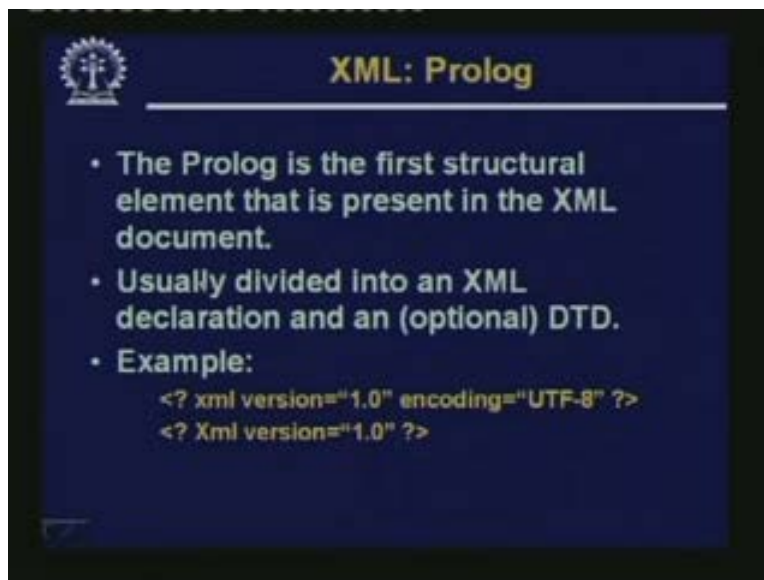 XML: Prolog
• The Prolog is the first structural
element that is present in the XML
document.
• Usually divided into an XML
declaration and an (optional) DTD.
• Example:
<? xml version=“1.0” encoding=“UTF-8” ?>
<? Xml version=“1.0” ?>